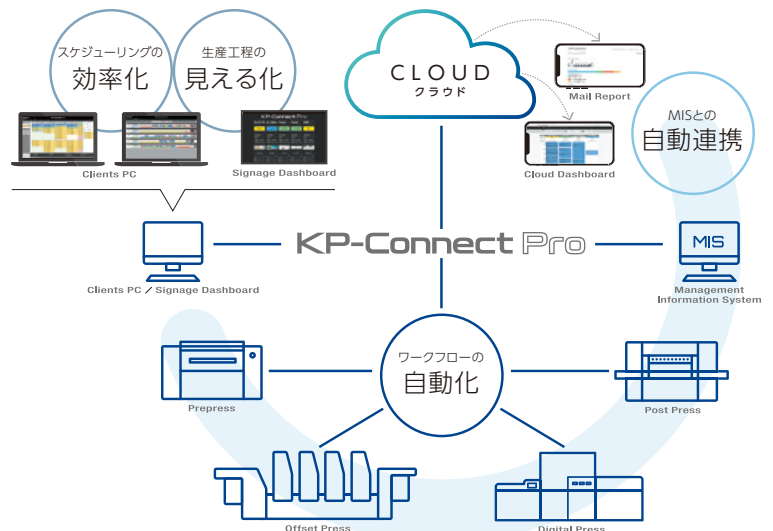 スケジューリングの
効率化
生産工程の
見える化
CLOUD
クラウド
Mail Report
Cloud Dashboard
MISとの
自動連携
KP-Connect Pro
Clients PC
Signage Dashboard
KP-Connect Pro
MIS
Clients PC / Signage Dashboard
Management
Information System
ワークフローの
自動化
Prepress
Post Press
Offset Press
Digital Press